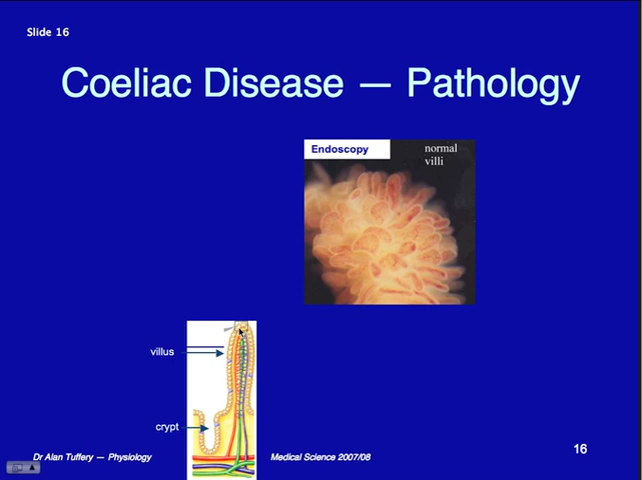 Slide 16
Coeliac Disease — Pathology
Endoscopy
normal
villi
villus
crypt
Dr Alan Tuffery — Physiology
Medical Science 2007/08
16